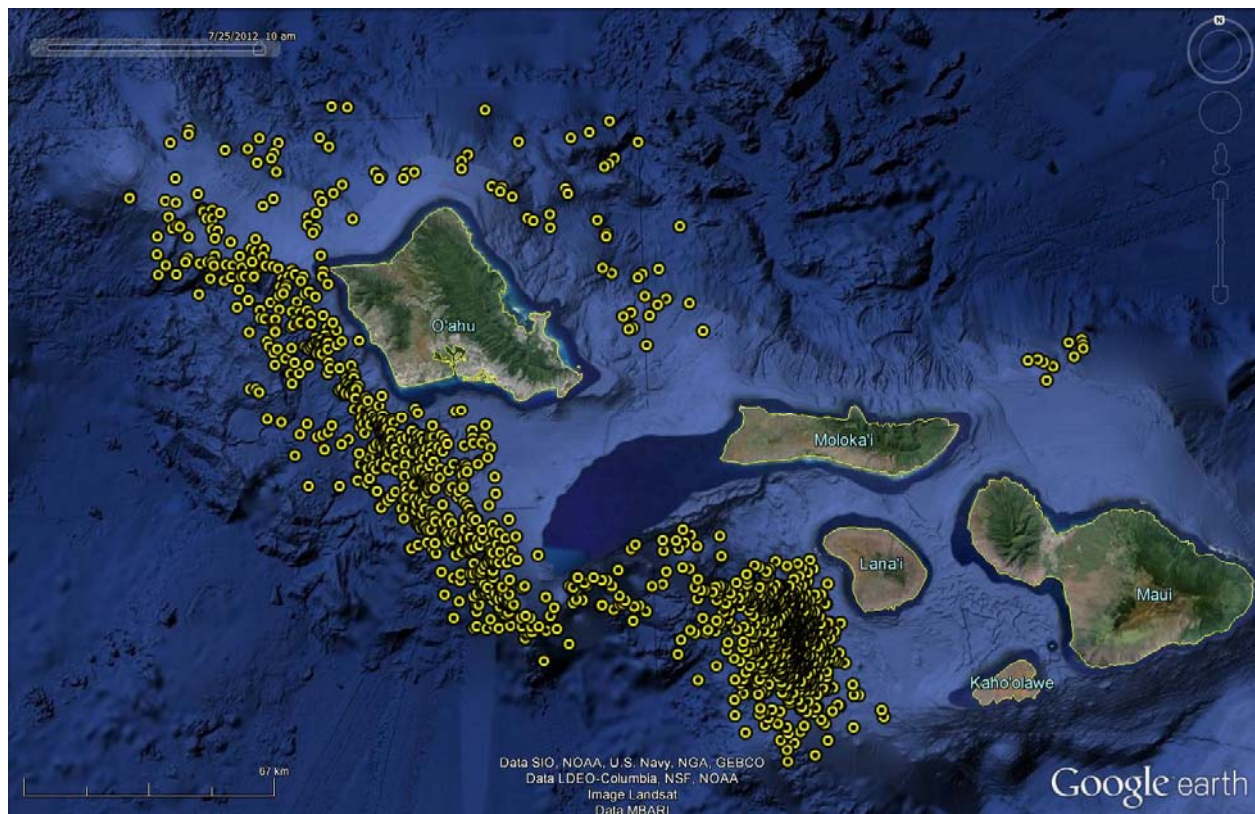 7/25/2012 10 am
N
O'ahu
Moloka'i
Lana'i
Maui
Kaho'olawe
67 km
Data SIO, NOAA, U.S. Navy, NGA, GEBCO
Data LDEO-Columbia, NSF, NOAA
Image Landsat
Data MBARI
Google earth